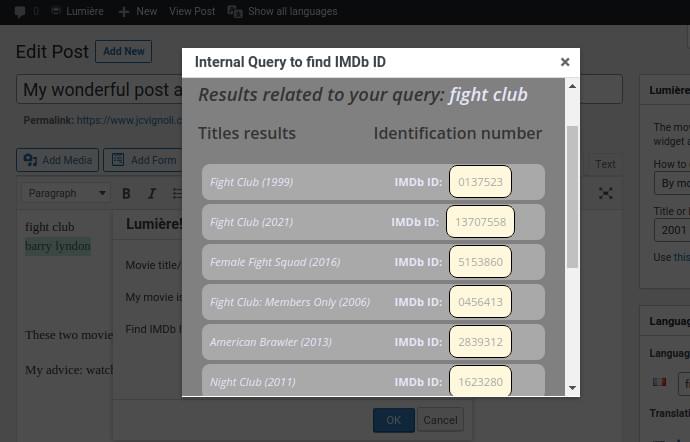 0 Lumière + New View Post Show all languages
Edit Post Add New
My wonderful post a
Permalink: https://www.jcvignoli.c
Add Media Add Form Text
Paragraph B I
fight club
barry lyndon
Lumière!
Movie title/
My movie is
Find IMDb I
These two movie
My advice: watch
OK Cancel
Internal Query to find IMDb ID ×
Results related to your query: fight club
Titles results Identification number
Fight Club (1999) IMDb ID: 0137523
Fight Club (2021) IMDb ID: 13707558
Female Fight Squad (2016) IMDb ID: 5153860
Fight Club: Members Only (2006) IMDb ID: 0456413
American Brawler (2013) IMDb ID: 2839312
Night Club (2011) IMDb ID: 1623280
Lumière
The mov
widget a
How to
By mo
Title or I
2001
Use this
Languag
Languag
Translati